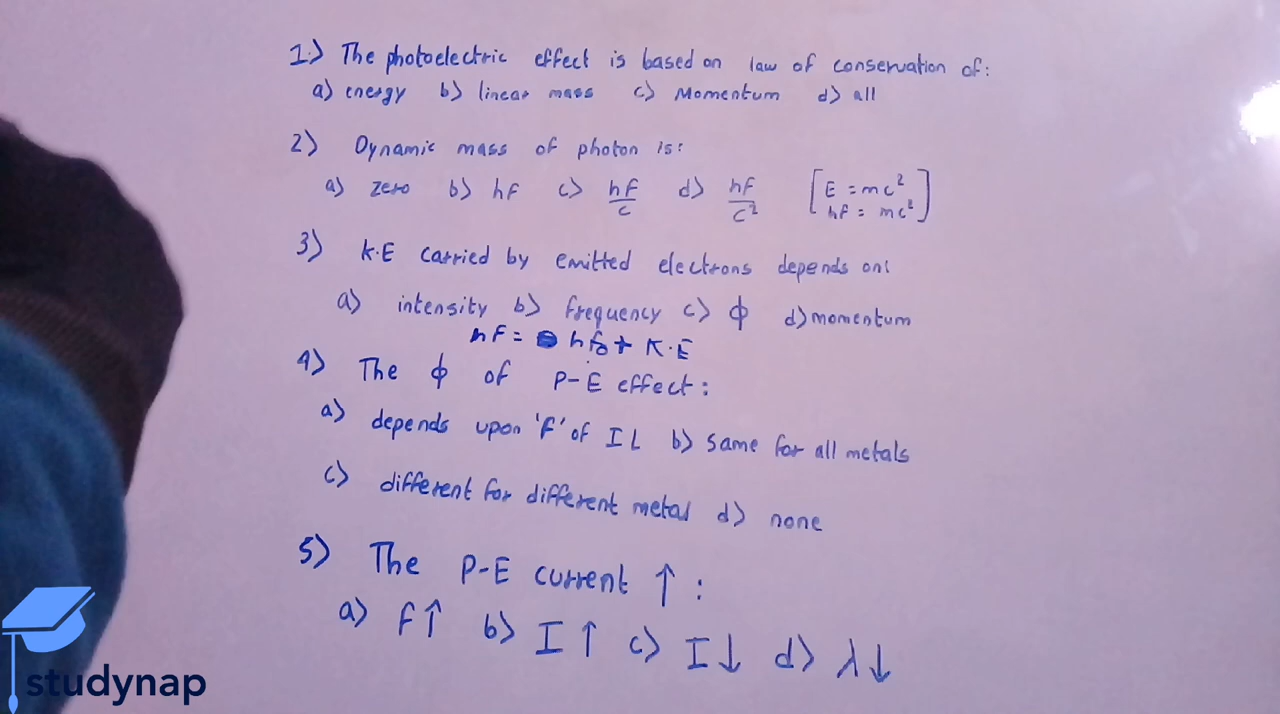 1.) The photoelectric effect is based on law of conservation of:
a) energy b) linear mass c) Momentum d) all
2) Dynamic mass of photon is:
a) zero b) hf c) hf/c d) hf/c² [E = mc²
hf = mc²]
3) K.E carried by emitted electrons depends on:
a) intensity b) frequency c) ϕ d) momentum
hf = hf₀ + K.E
4) The ϕ of P-E effect:
a) depends upon 'f' of IL b) same for all metals
c) different for different metal d) none
5) The P-E current ↑ :
a) f↑ b) I↑ c) I↓ d) λ↓
studynap